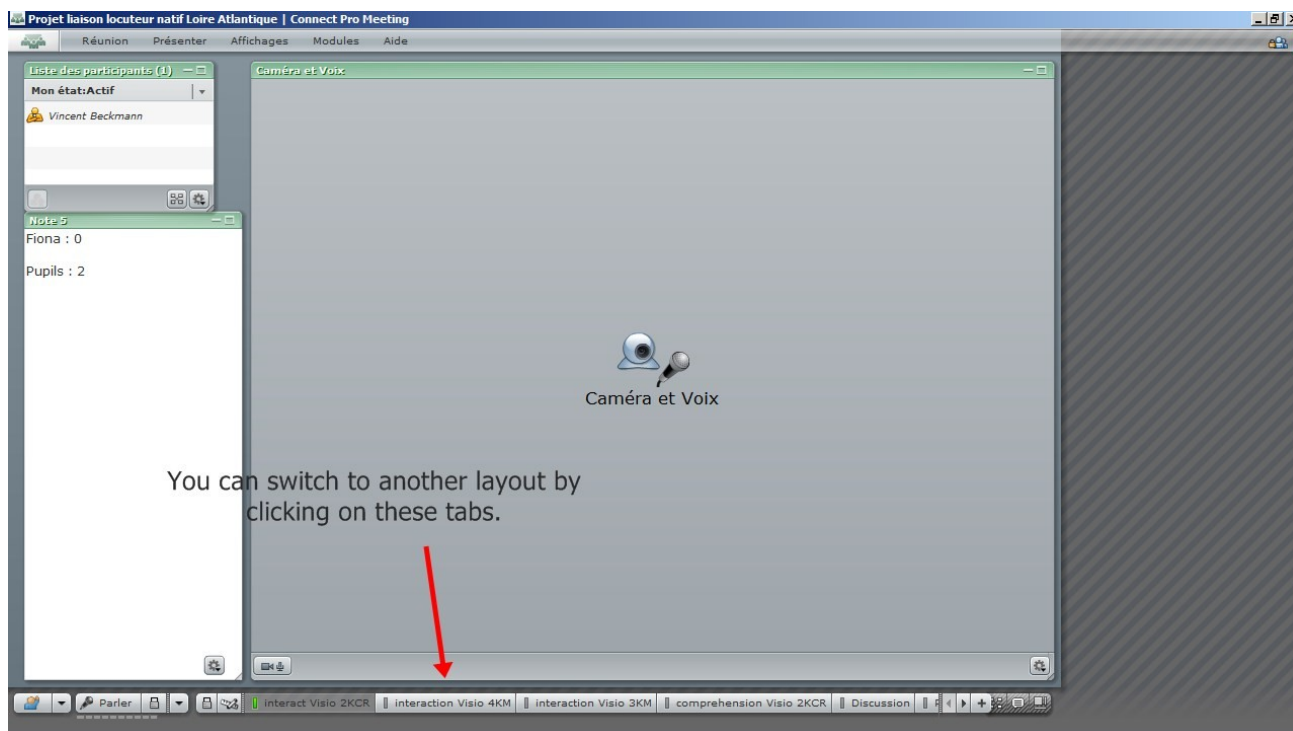 Projet liaison locuteur natif Loire Atlantique | Connect Pro Meeting
Réunion Présenter Affichages Modules Aide
Liste des participants (1)
Mon état:Actif
Vincent Beckmann
Note 5
Fiona : 0
Pupils : 2
Caméra et Voix
Caméra et Voix
You can switch to another layout by
clicking on these tabs.
Parler
interact Visio 2KCR interaction Visio 4KM interaction Visio 3KM comprehension Visio 2KCR Discussion